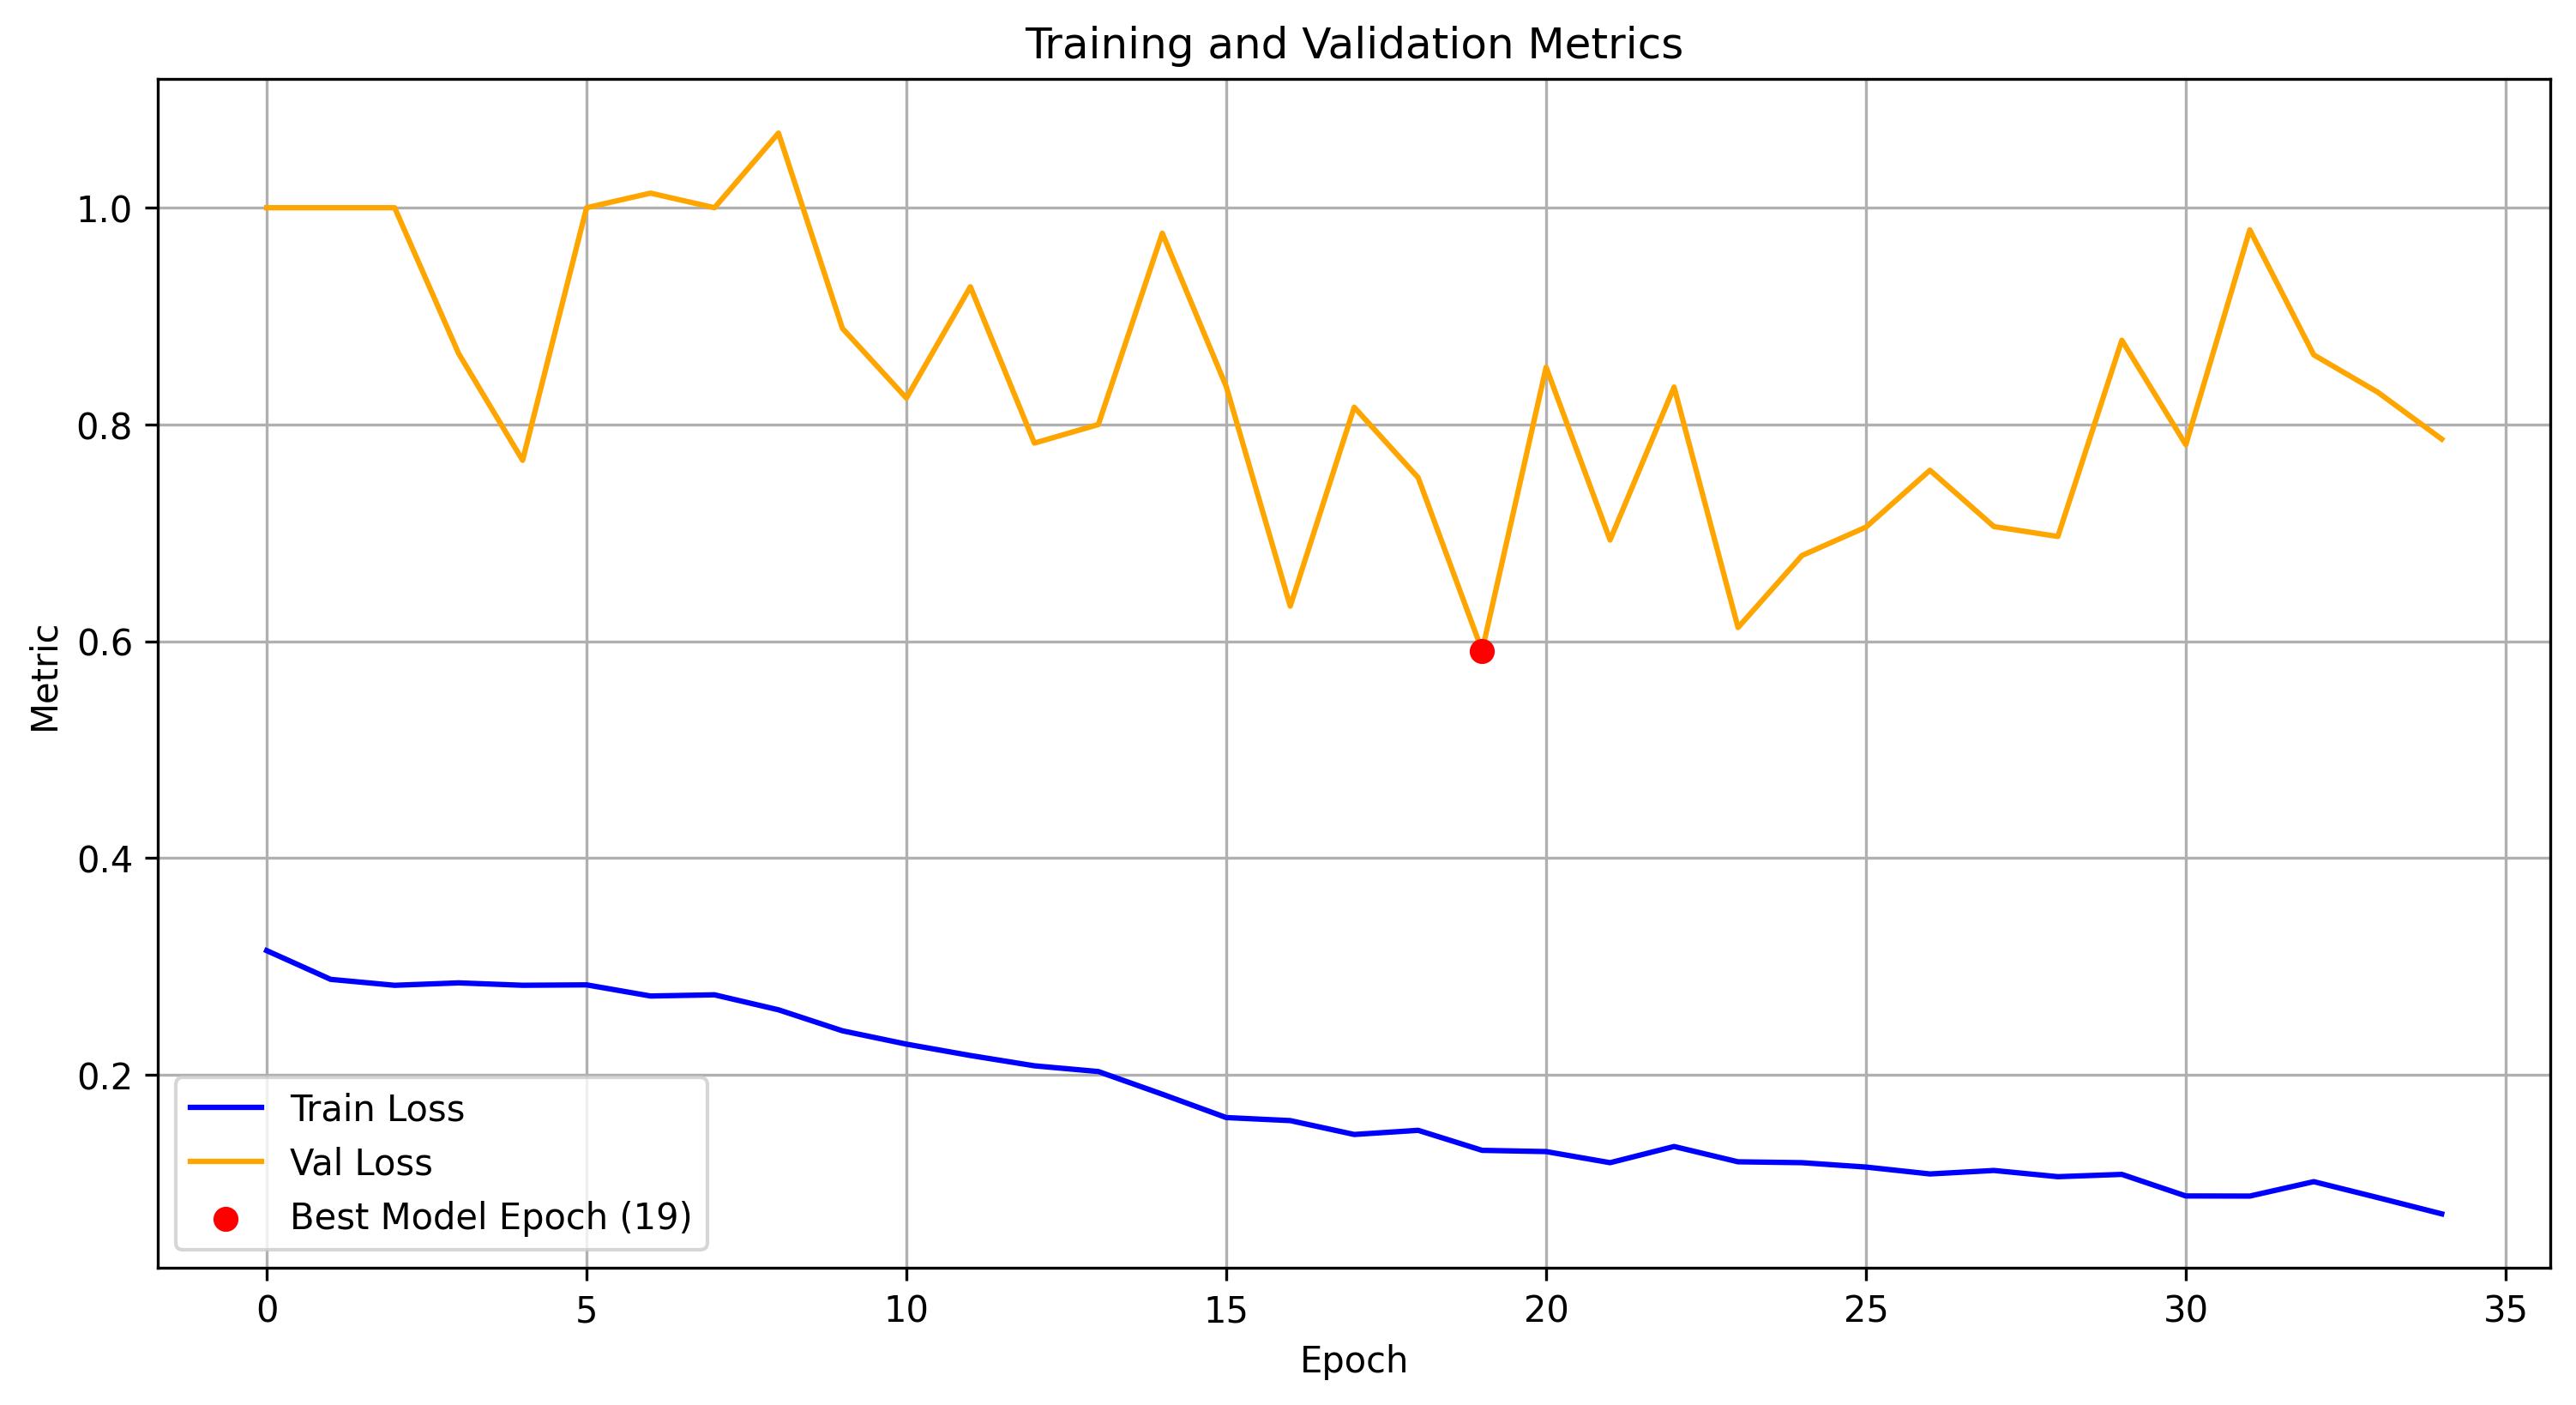 Training and Validation Metrics
Metric
1.0
0.8
0.6
0.4
0.2
Train Loss
Val Loss
Best Model Epoch (19)
0 5 10 15 20 25 30 35
Epoch